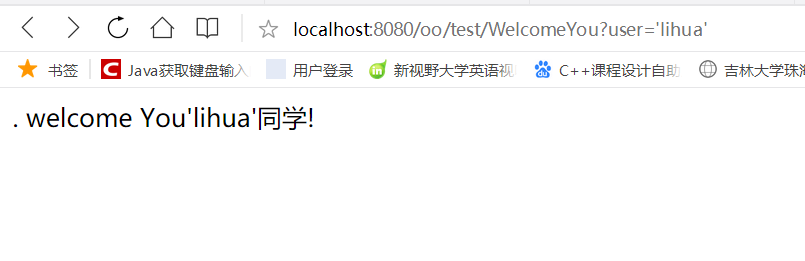 localhost:8080/oo/test/WelcomeYou?user='lihua'
书签 Java获取键盘输入 用户登录 新视野大学英语视 C++课程设计自助 吉林大学珠海
. welcome You'lihua'同学!